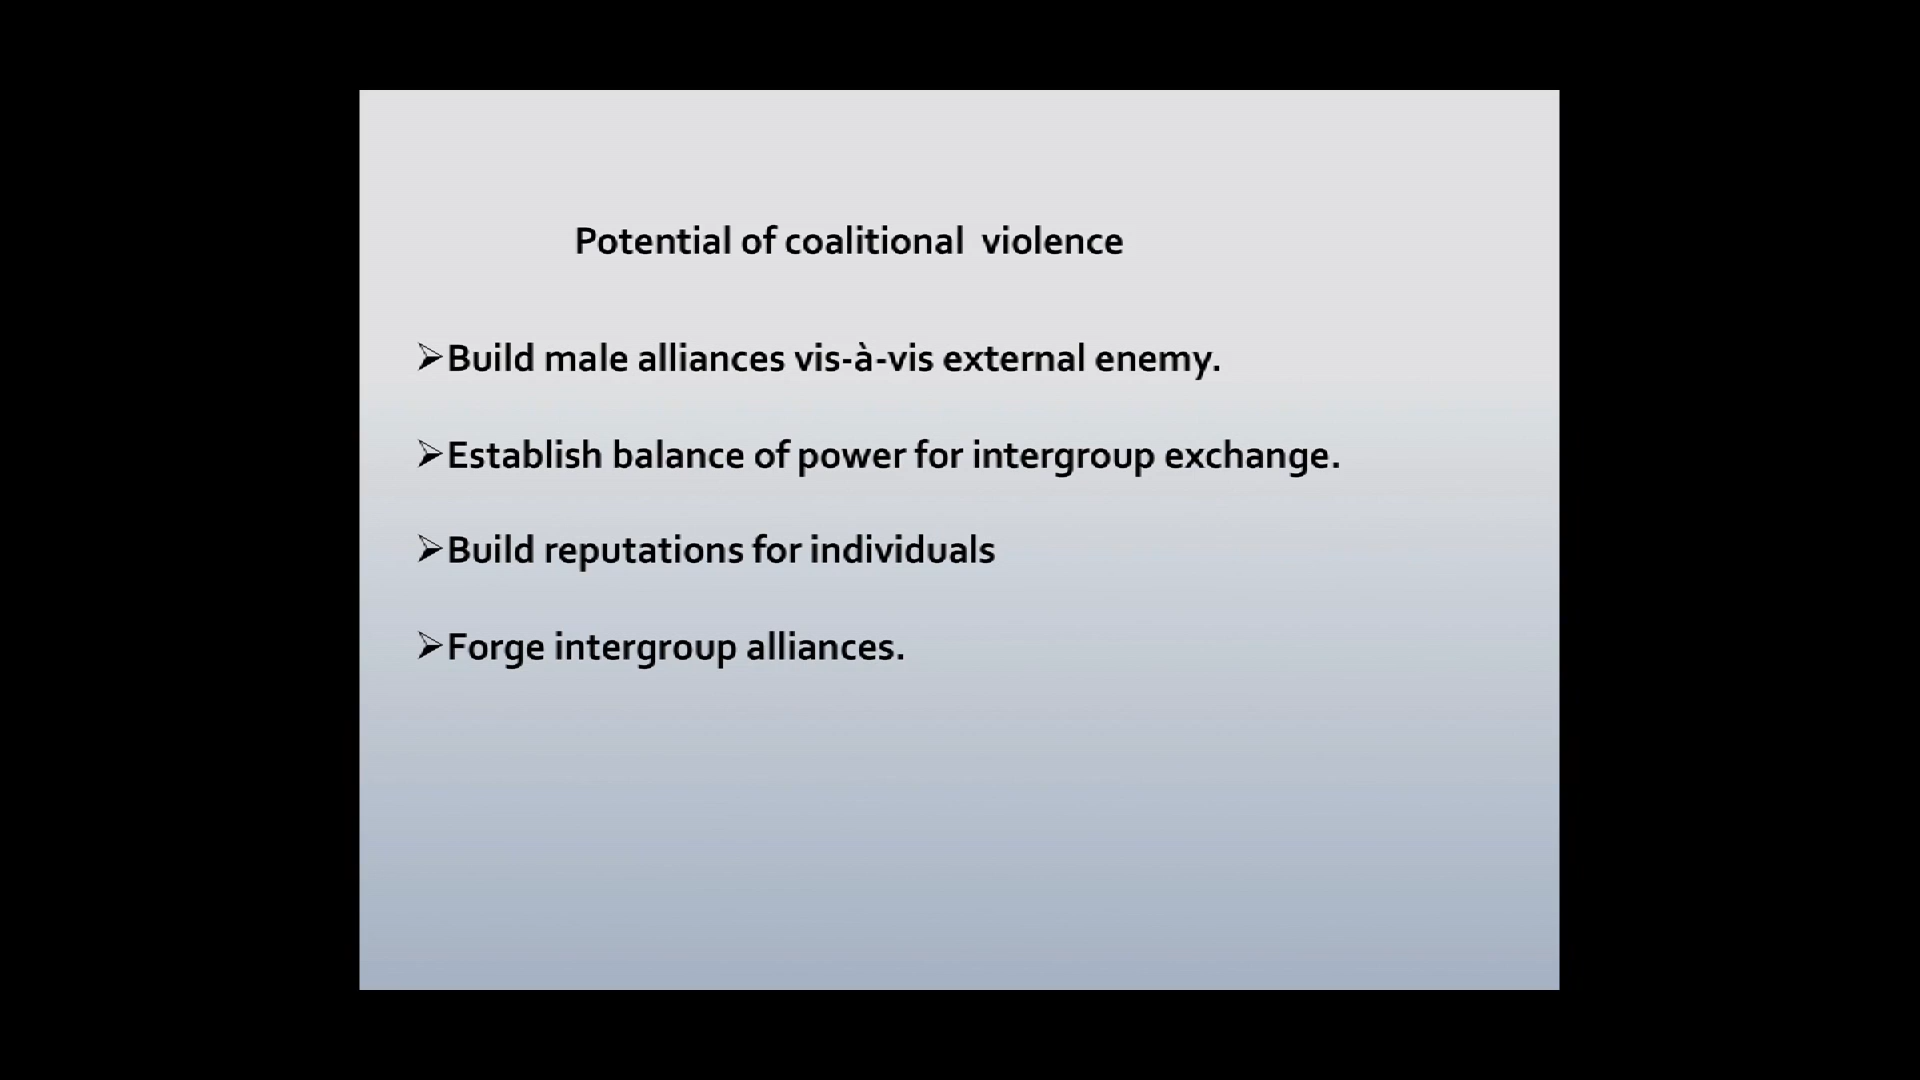 Potential of coalitional  violence
➢Build male alliances vis-à-vis external enemy.
➢Establish balance of power for intergroup exchange.
➢Build reputations for individuals
➢Forge intergroup alliances.